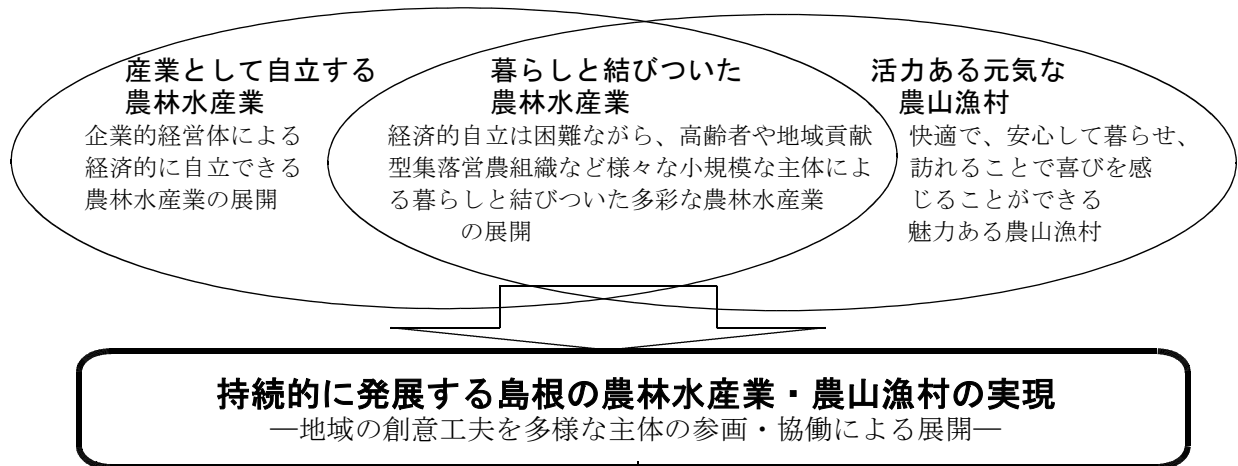 産業として自立する
農林水産業
企業的経営体による
経済的に自立できる
農林水産業の展開
暮らしと結びついた
農林水産業
経済的自立は困難ながら、高齢者や地域貢献
型集落営農組織など様々な小規模な主体によ
る暮らしと結びついた多彩な農林水産業
の展開
活力ある元気な
農山漁村
快適で、安心して暮らせ、
訪れることで喜びを感
じることができる
魅力ある農山漁村
持続的に発展する島根の農林水産業・農山漁村の実現
―地域の創意工夫を多様な主体の参画・協働による展開―